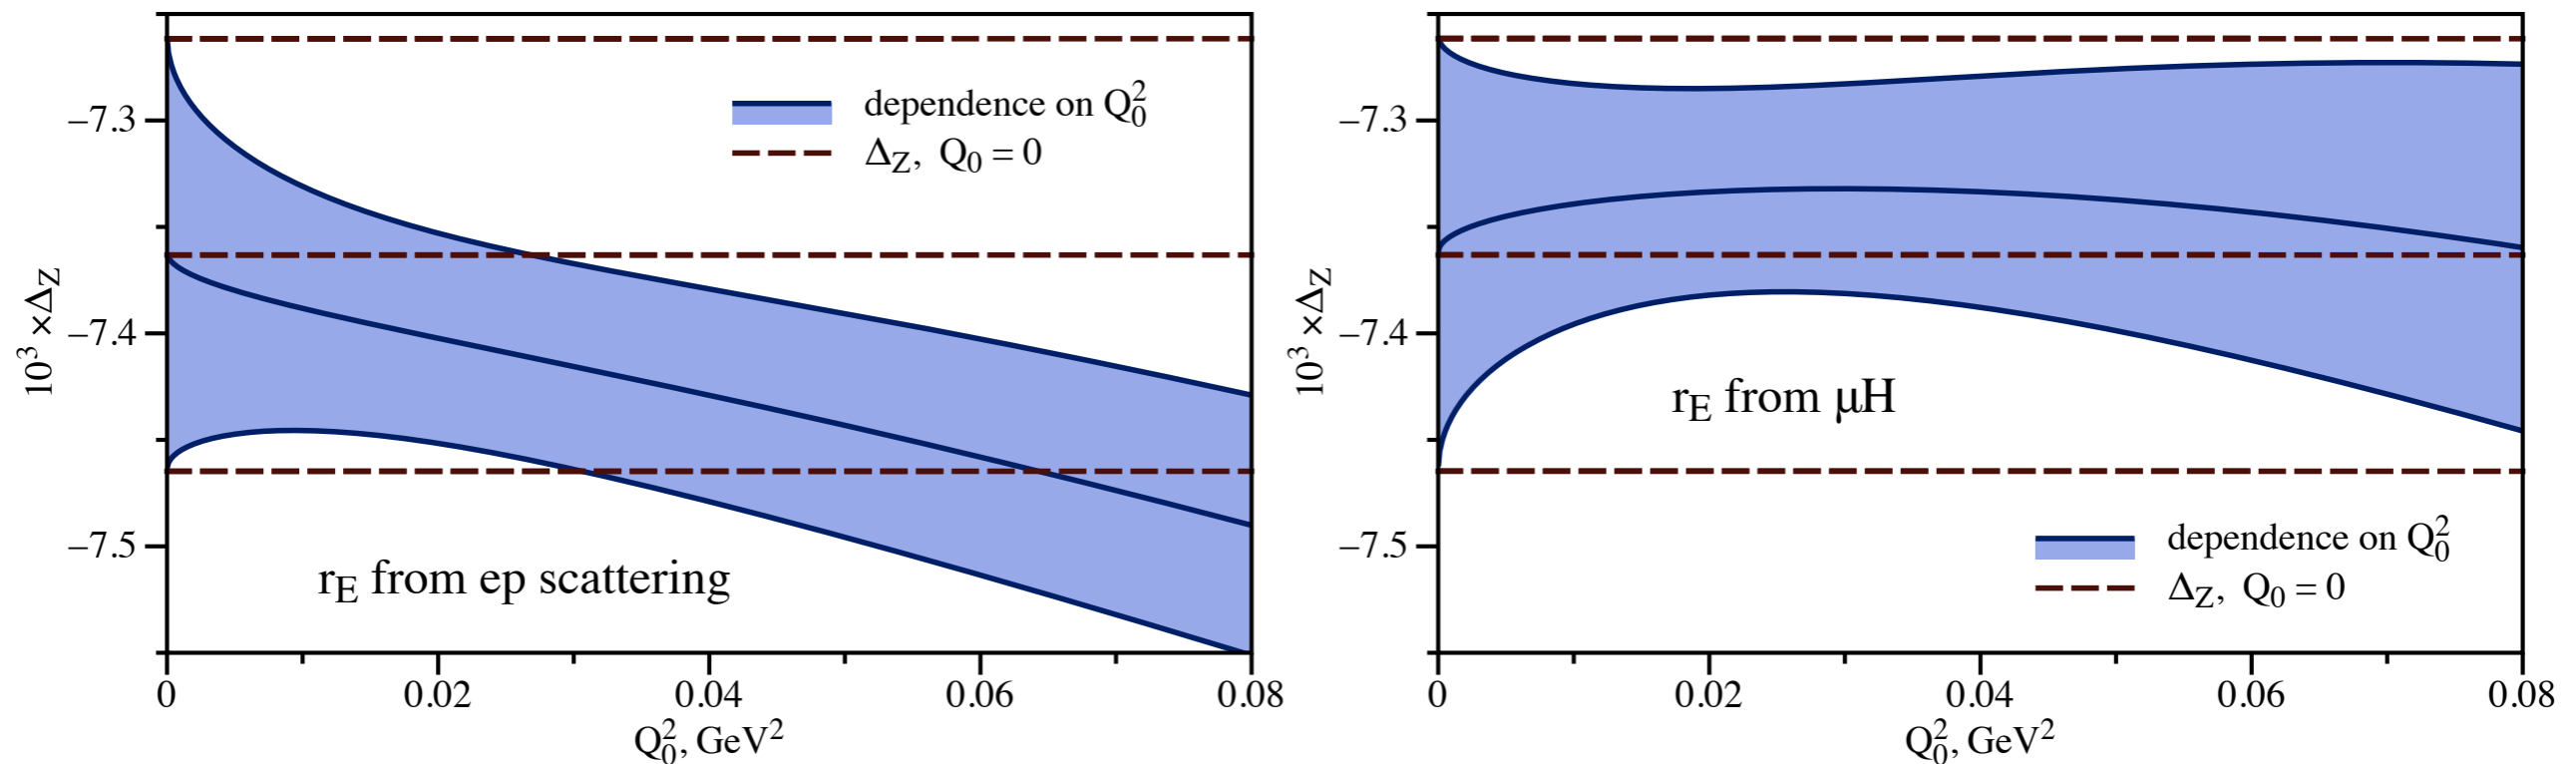 −7.3
−7.4
−7.5
10³ ×Δ_Z
dependence on Q₀²
Δ_Z, Q₀ = 0
r_E from ep scattering
0 0.02 0.04 0.06 0.08
Q₀², GeV²
−7.3
−7.4
−7.5
10³ ×Δ_Z
r_E from μH
dependence on Q₀²
Δ_Z, Q₀ = 0
0 0.02 0.04 0.06 0.08
Q₀², GeV²